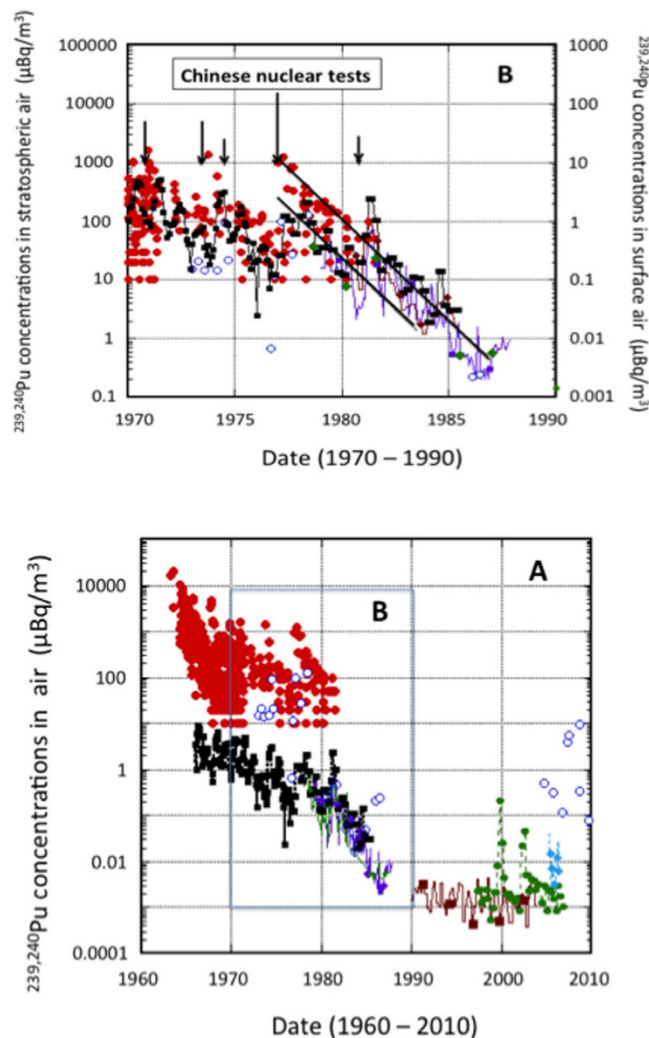 ²³⁹,²⁴⁰Pu concentrations in stratospheric air (µBq/m³)
100000
10000
1000
100
10
1
0.1
Chinese nuclear tests
B
1000
100
10
1
0.1
0.01
0.001
²³⁹,²⁴⁰Pu concentrations in surface air (µBq/m³)
1970 1975 1980 1985 1990
Date (1970 – 1990)
²³⁹,²⁴⁰Pu concentrations in air (µBq/m³)
10000
100
1
0.01
0.0001
B
A
1960 1970 1980 1990 2000 2010
Date (1960 – 2010)